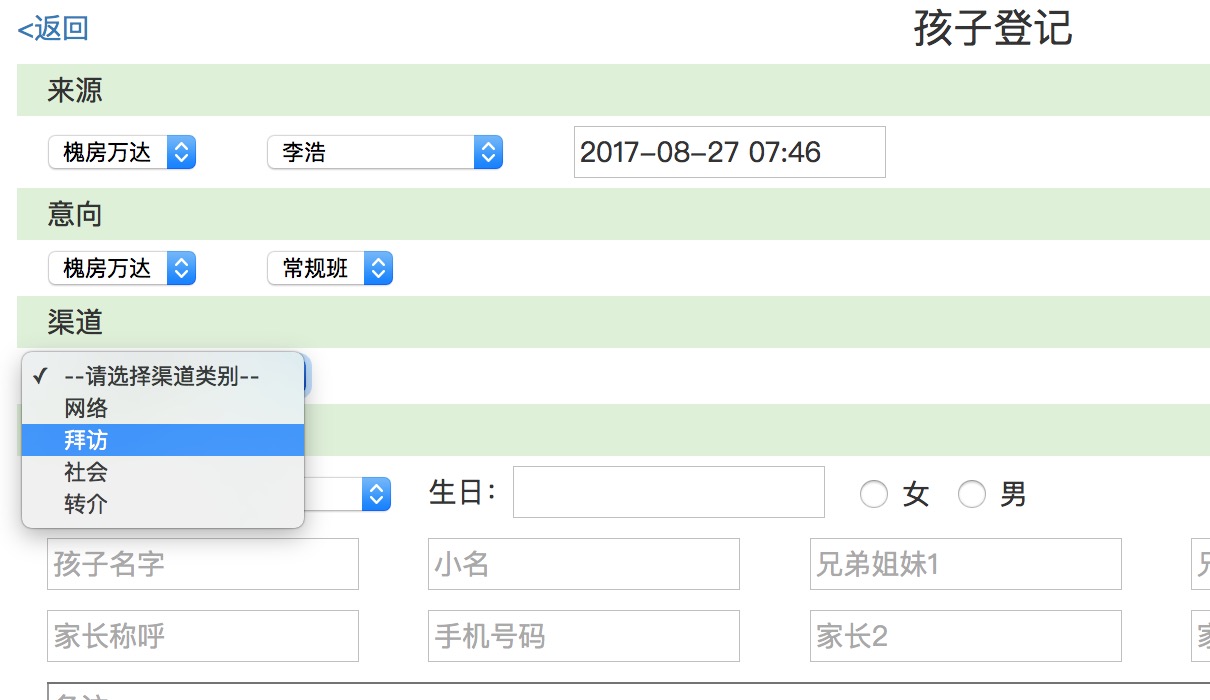 <返回
孩子登记
来源
槐房万达 李浩 2017-08-27 07:46
意向
槐房万达 常规班
渠道
✓ --请选择渠道类别--
网络
拜访
社会
转介
生日： 女 男
孩子名字 小名 兄弟姐妹1
家长称呼 手机号码 家长2